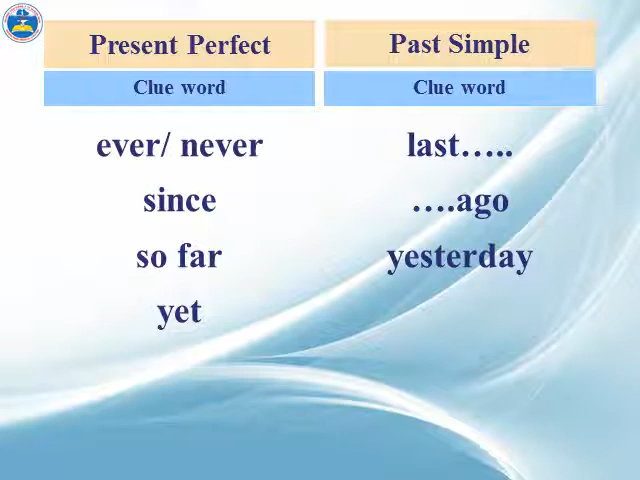 Present Perfect
Past Simple
Clue word
Clue word
ever/ never
last…..
since
….ago
so far
yesterday
yet